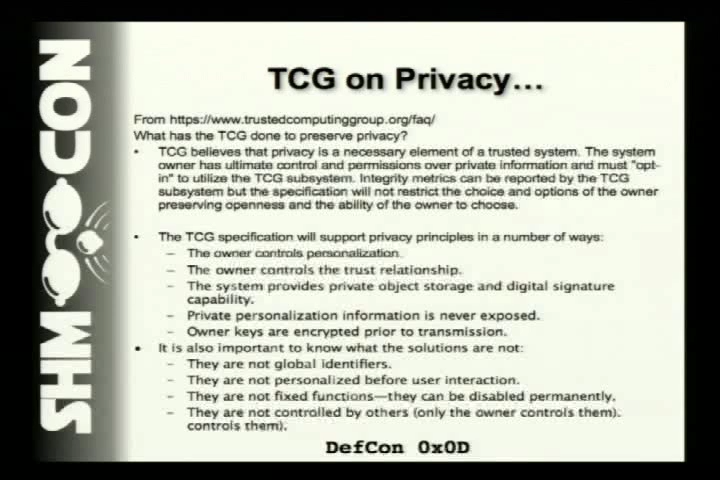 SHMOOCON
TCG on Privacy...
From https://www.trustedcomputinggroup.org/faq/
What has the TCG done to preserve privacy?
• TCG believes that privacy is a necessary element of a trusted system. The system
owner has ultimate control and permissions over private information and must "opt-
in" to utilize the TCG subsystem. Integrity metrics can be reported by the TCG
subsystem but the specification will not restrict the choice and options of the owner
preserving openness and the ability of the owner to choose.
• The TCG specification will support privacy principles in a number of ways:
– The owner controls personalization.
– The owner controls the trust relationship.
– The system provides private object storage and digital signature
capability.
– Private personalization information is never exposed.
– Owner keys are encrypted prior to transmission.
• It is also important to know what the solutions are not:
– They are not global identifiers.
– They are not personalized before user interaction.
– They are not fixed functions—they can be disabled permanently.
– They are not controlled by others (only the owner controls them).
controls them).
DefCon 0x0D